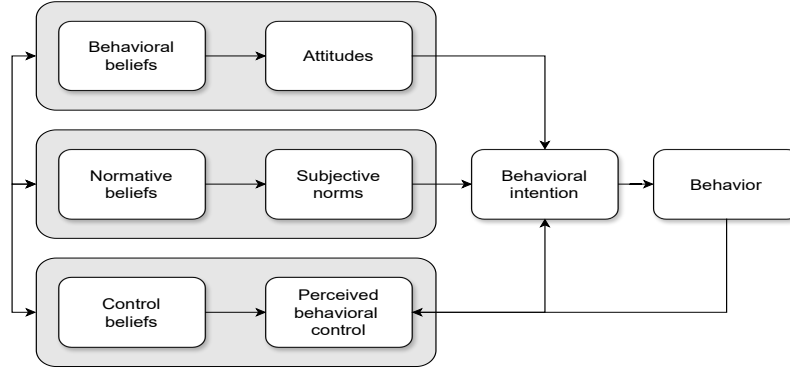 Behavioral
beliefs
Attitudes
Normative
beliefs
Subjective
norms
Behavioral
intention
Behavior
Control
beliefs
Perceived
behavioral
control